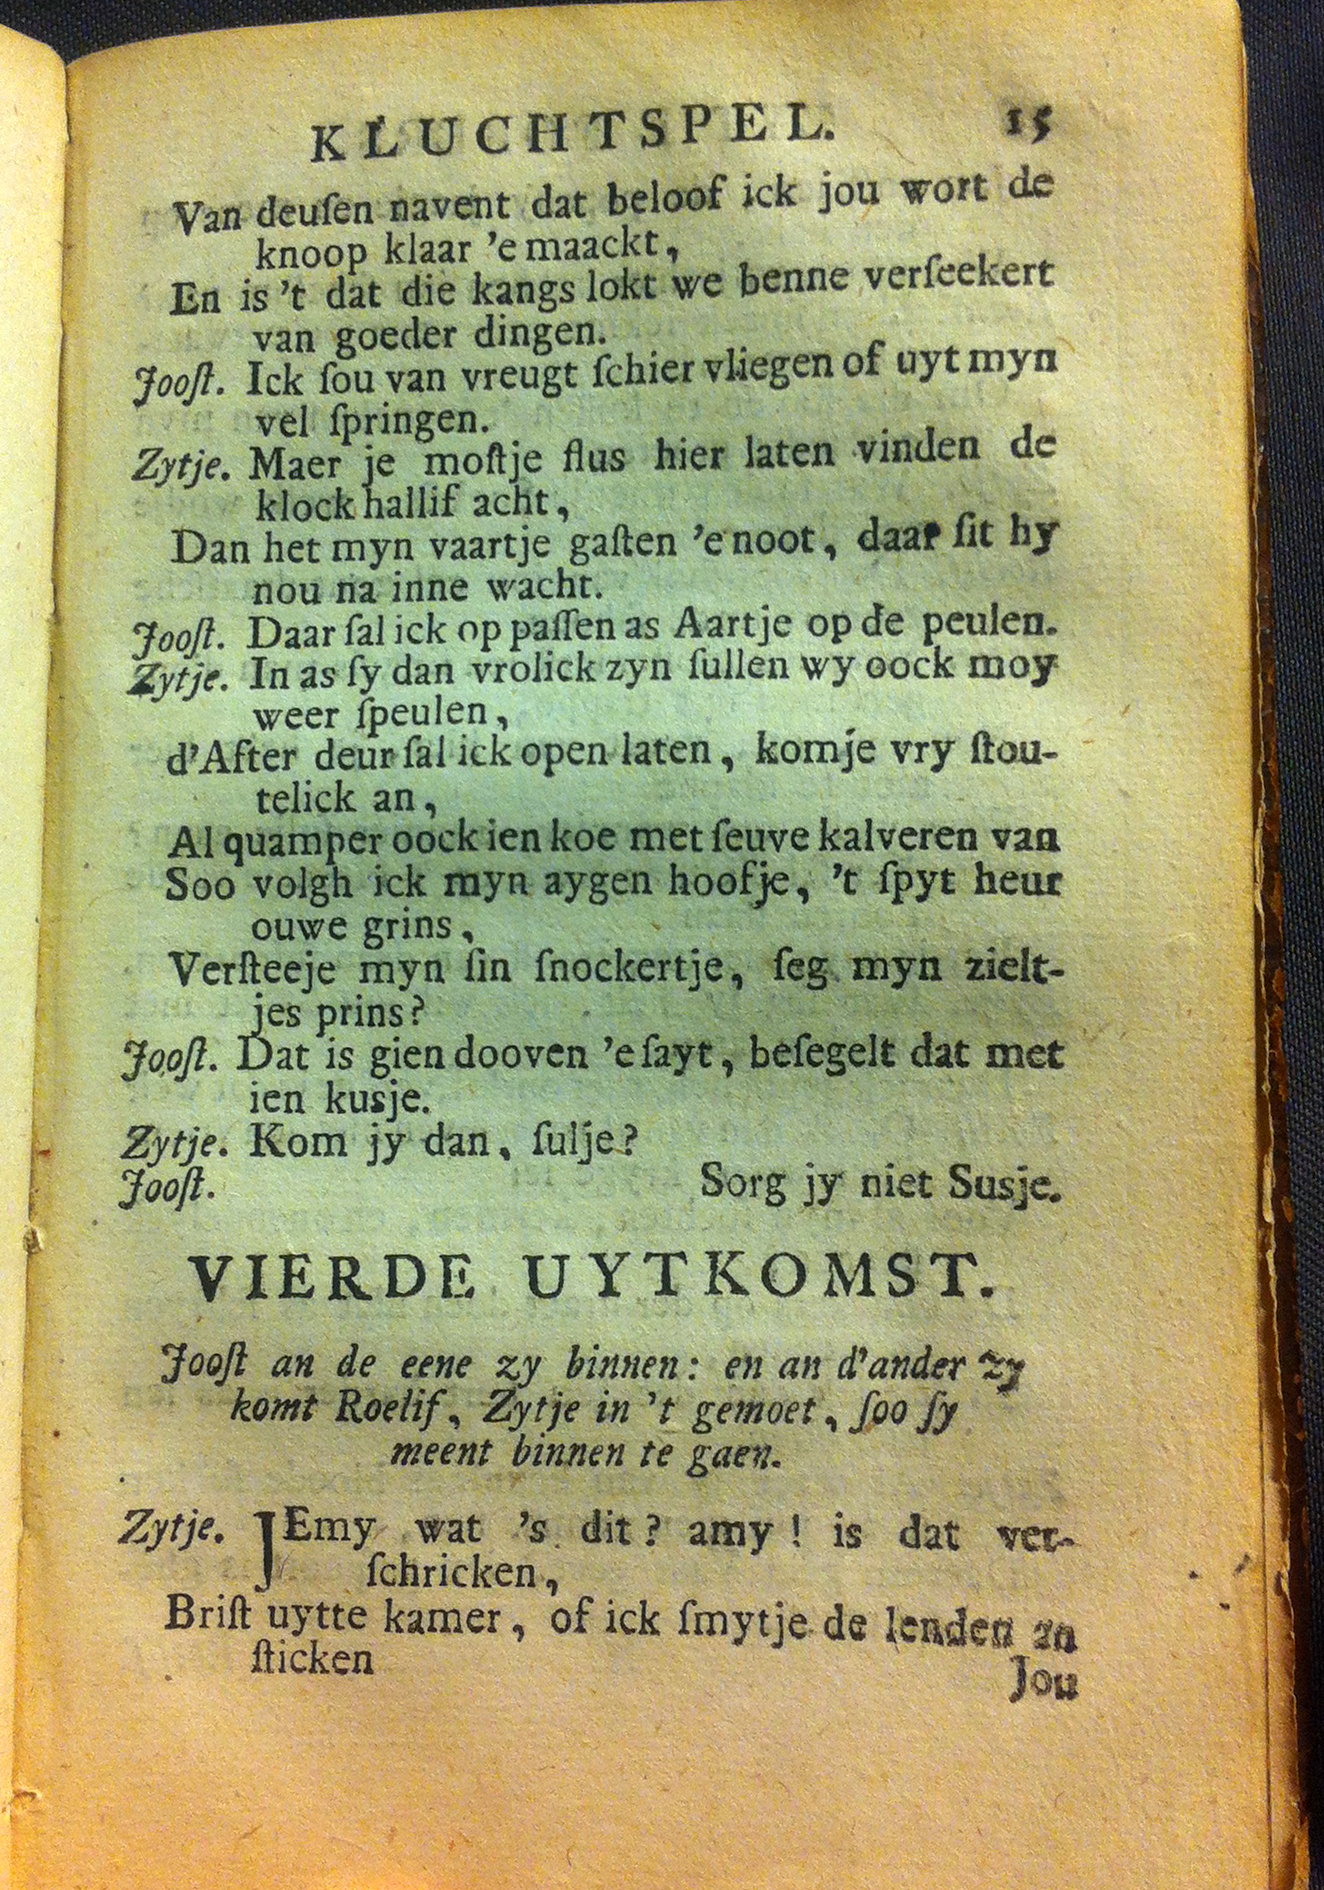 KLUCHTSPEL. 15
Van deuſen navent dat beloof ick jou wort de
knoop klaar 'e maackt,
En is 't dat die kangs lokt we benne verſeekert
van goeder dingen.
Jooſt. Ick ſou van vreugt ſchier vliegen of uyt myn
vel ſpringen.
Zytje. Maer je moſtje flus hier laten vinden de
klock hallif acht,
Dan het myn vaartje gaſten 'e noot, daar ſit hy
nou na inne wacht.
Jooſt. Daar ſal ick op paſſen as Aartje op de peulen.
Zytje. In as ſy dan vrolick zyn ſullen wy oock moy
weer ſpeulen,
d'After deur ſal ick open laten, komje vry ſtou-
telick an,
Al quamper oock ien koe met ſeuve kalveren van
Soo volgh ick myn aygen hoofje, 't ſpyt heur
ouwe grins,
Verſteeje myn ſin ſnockertje, ſeg myn zielt-
jes prins?
Jooſt. Dat is gien dooven 'e ſayt, beſegelt dat met
ien kusje.
Zytje. Kom jy dan, ſulje?
Jooſt. Sorg jy niet Susje.
VIERDE UYTKOMST.
Jooſt an de eene zy binnen: en an d'ander zy
komt Roelif, Zytje in 't gemoet, ſoo ſy
meent binnen te gaen.
Zytje. JEmy wat 's dit? amy! is dat ver-
ſchricken,
Briſt uytte kamer, of ick ſmytje de lenden an
ſticken
Jou